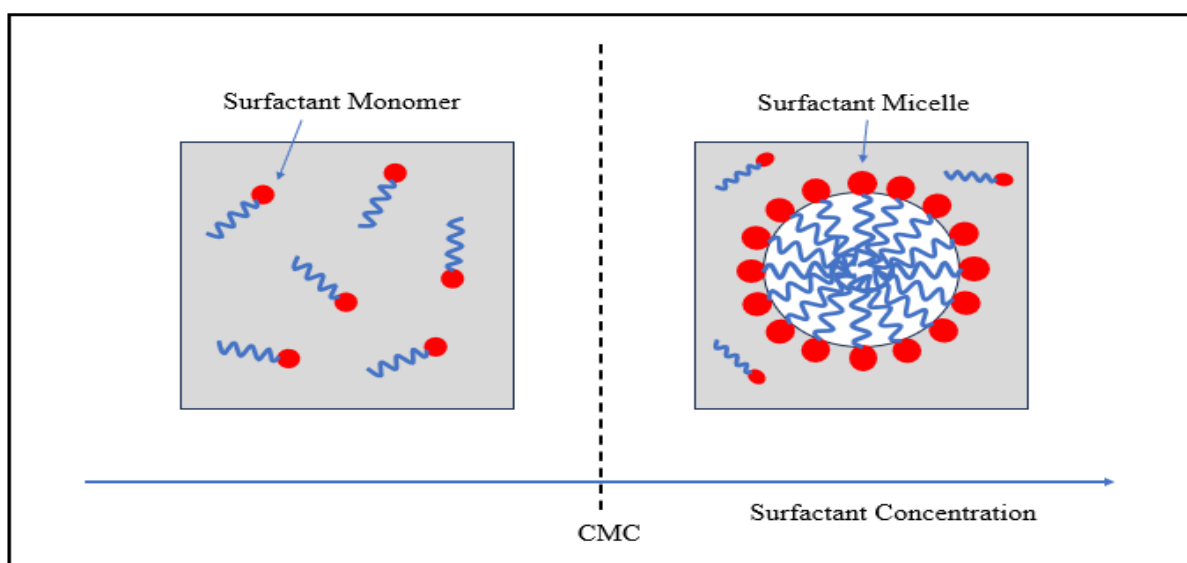 Surfactant Monomer
Surfactant Micelle
Surfactant Concentration
CMC